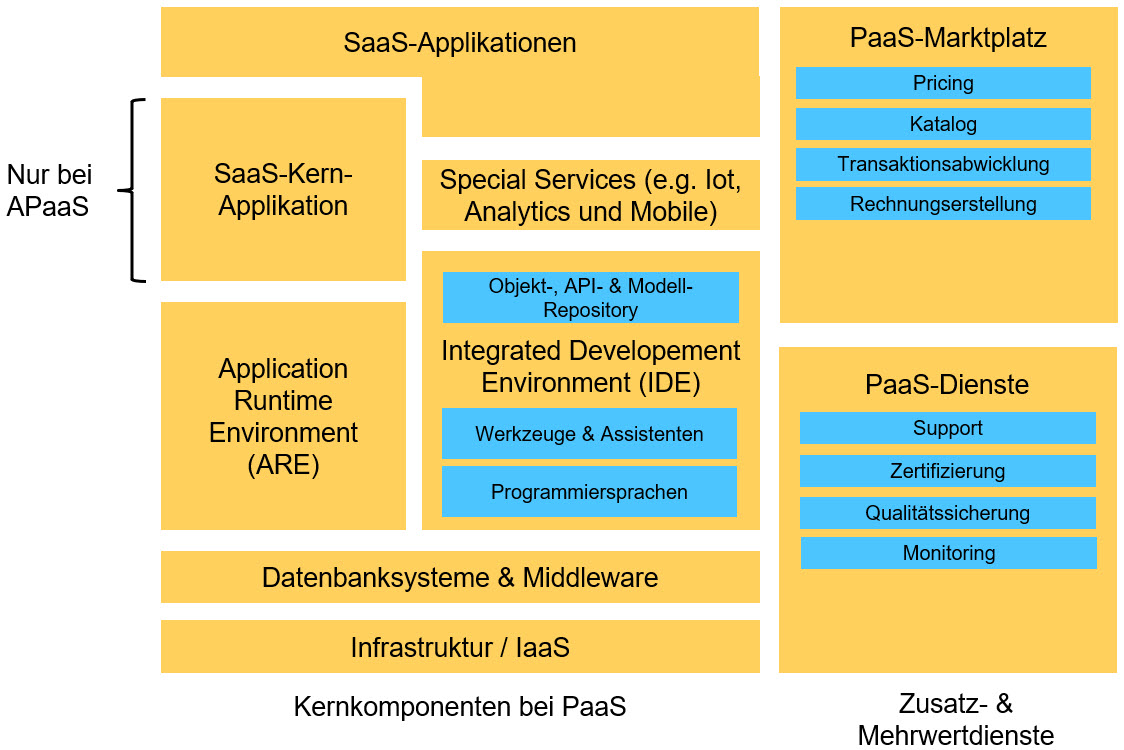 SaaS-Applikationen
Nur bei
APaaS
SaaS-Kern-
Applikation
Special Services (e.g. Iot,
Analytics und Mobile)
Application
Runtime
Environment
(ARE)
Objekt-, API- & Modell-
Repository
Integrated Developement
Environment (IDE)
Werkzeuge & Assistenten
Programmiersprachen
Datenbanksysteme & Middleware
Infrastruktur / IaaS
Kernkomponenten bei PaaS
PaaS-Marktplatz
Pricing
Katalog
Transaktionsabwicklung
Rechnungserstellung
PaaS-Dienste
Support
Zertifizierung
Qualitätssicherung
Monitoring
Zusatz- &
Mehrwertdienste